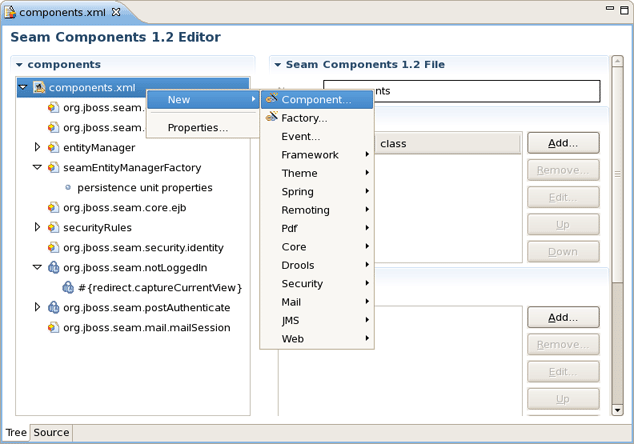 components.xml
Seam Components 1.2 Editor
components
Seam Components 1.2 File
components.xml
org.jboss.seam.
org.jboss.seam.
entityManager
seamEntityManagerFactory
persistence unit properties
org.jboss.seam.core.ejb
securityRules
org.jboss.seam.security.identity
org.jboss.seam.notLoggedIn
#{redirect.captureCurrentView}
org.jboss.seam.postAuthenticate
org.jboss.seam.mail.mailSession
New
Properties...
Component...
Factory...
Event...
Framework
Theme
Spring
Remoting
Pdf
Core
Drools
Security
Mail
JMS
Web
nts
class
Add...
Remove...
Edit...
Up
Down
Add...
Remove...
Edit...
Up
Tree
Source